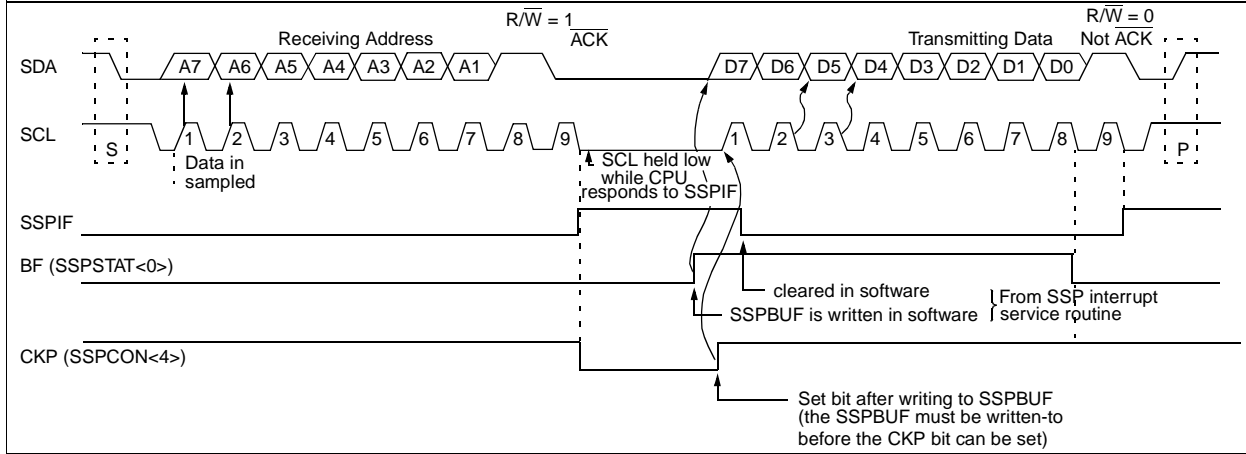 R/W = 1
ACK
R/W = 0
Receiving Address
Transmitting Data
Not ACK
SDA
A7 A6 A5 A4 A3 A2 A1
D7 D6 D5 D4 D3 D2 D1 D0
SCL
S
1 2 3 4 5 6 7 8 9
1 2 3 4 5 6 7 8 9
P
Data in
sampled
SCL held low
while CPU
responds to SSPIF
SSPIF
BF (SSPSTAT<0>)
cleared in software
SSPBUF is written in software
From SSP interrupt
service routine
CKP (SSPCON<4>)
Set bit after writing to SSPBUF
(the SSPBUF must be written-to
before the CKP bit can be set)